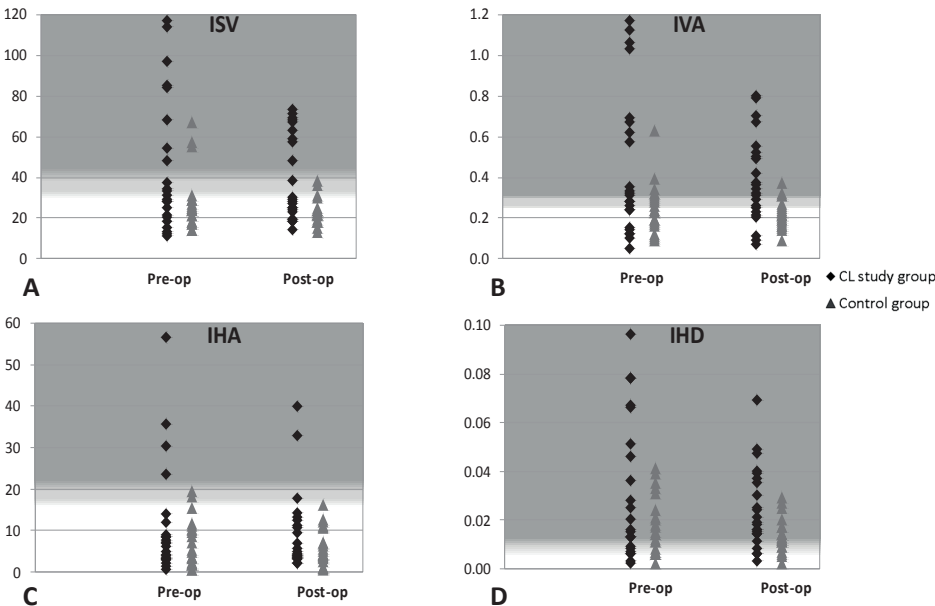 ISV
120
100
80
60
40
20
0
Pre-op Post-op
A
IVA
1.2
1.0
0.8
0.6
0.4
0.2
0.0
Pre-op Post-op
B
CL study group
Control group
IHA
60
50
40
30
20
10
0
Pre-op Post-op
C
IHD
0.10
0.08
0.06
0.04
0.02
0.00
Pre-op Post-op
D